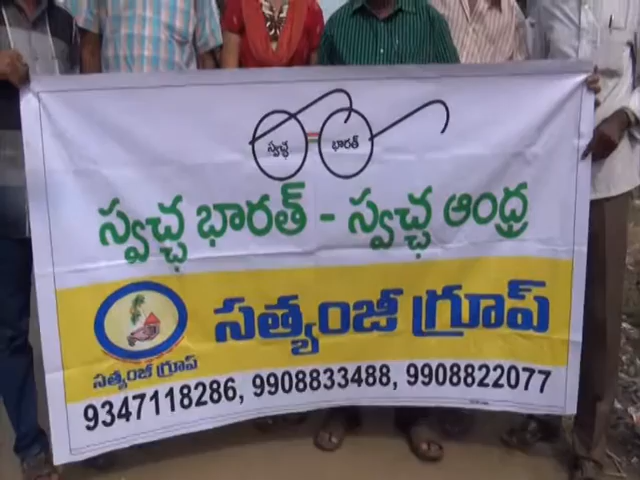 స్వచ్ఛ భారత్
స్వచ్ఛ భారత్ - స్వచ్ఛ ఆంధ్ర
సత్యంజీ గ్రూప్
సత్యంజీ గ్రూప్
9347118286, 9908833488, 9908822077